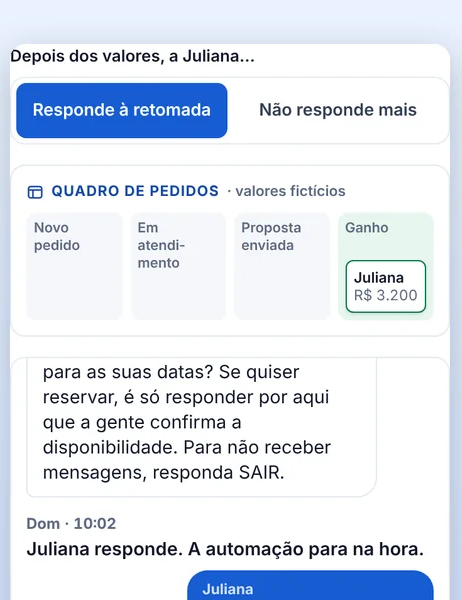 Depois dos valores, a Juliana...
Responde à retomada
Não responde mais
QUADRO DE PEDIDOS · valores fictícios
Novo
pedido
Em
atendi-
mento
Proposta
enviada
Ganho
Juliana
R$ 3.200
para as suas datas? Se quiser
reservar, é só responder por aqui
que a gente confirma a
disponibilidade. Para não receber
mensagens, responda SAIR.
Dom · 10:02
Juliana responde. A automação para na hora.
Juliana